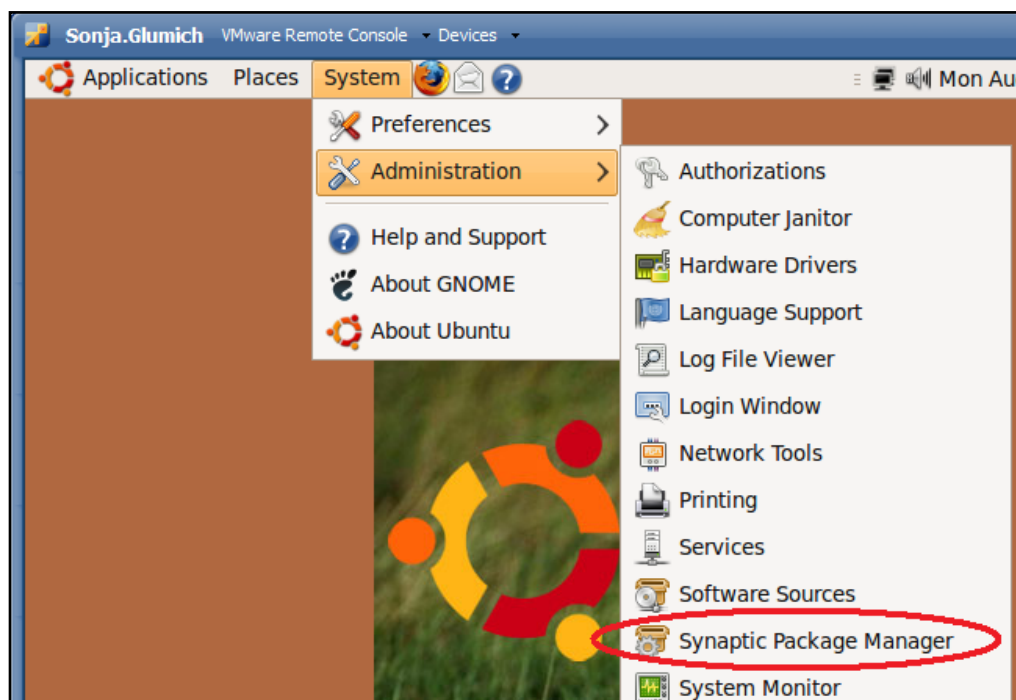 Sonja.Glumich VMware Remote Console Devices
Applications Places System Mon Au
Preferences
Administration
Help and Support
About GNOME
About Ubuntu
Authorizations
Computer Janitor
Hardware Drivers
Language Support
Log File Viewer
Login Window
Network Tools
Printing
Services
Software Sources
Synaptic Package Manager
System Monitor